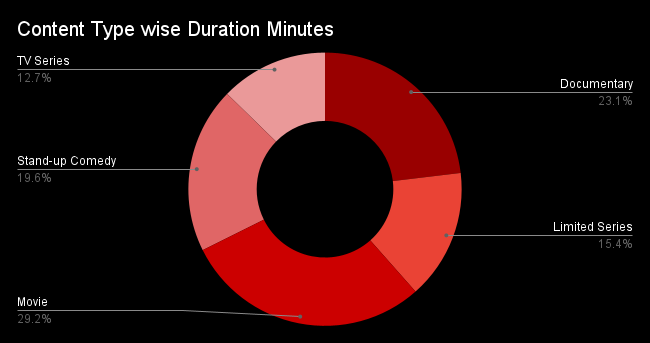 Content Type wise Duration Minutes
TV Series
12.7%
Documentary
23.1%
Stand-up Comedy
19.6%
Limited Series
15.4%
Movie
29.2%